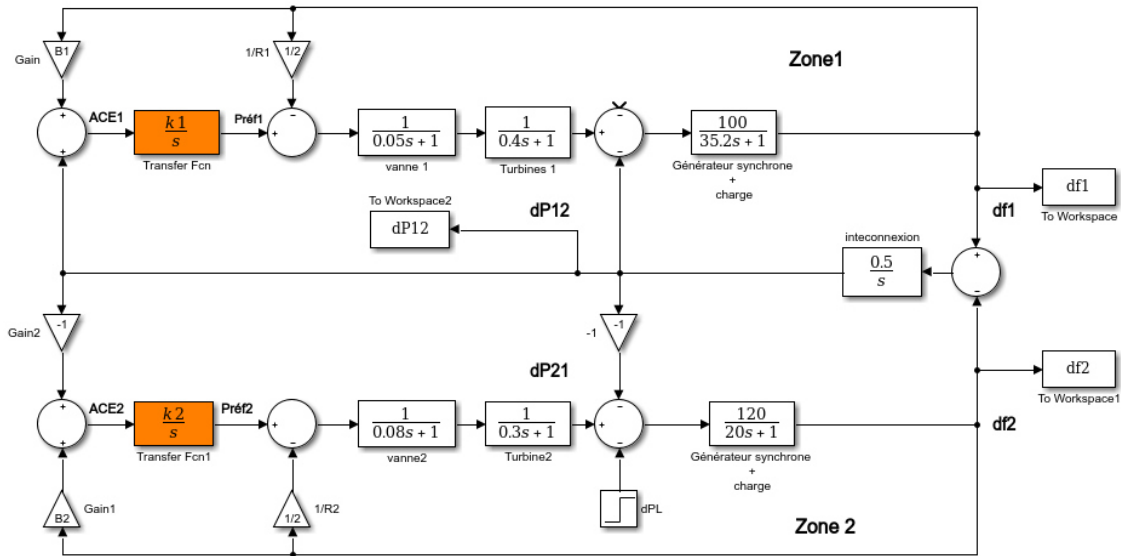 B1
Gain
1/R1
1/2
Zone1
+
+
ACE1
k 1
s
Transfer Fcn
Préf1
−
+
1
0.05s + 1
vanne 1
1
0.4s + 1
Turbines 1
−
+
−
100
35.2s + 1
Générateur synchrone
+
charge
To Workspace2
dP12
dP12
df1
df1
To Workspace
inteconnexion
0.5
s
+
−
Gain2
-1
-1
-1
dP21
df2
To Workspace1
+
+
ACE2
k 2
s
Transfer Fcn1
Préf2
+
−
1
0.08s + 1
vanne2
1
0.3s + 1
Turbine2
−
+
−
120
20s + 1
Générateur synchrone
+
charge
df2
B2
Gain1
1/2
1/R2
dPL
Zone 2